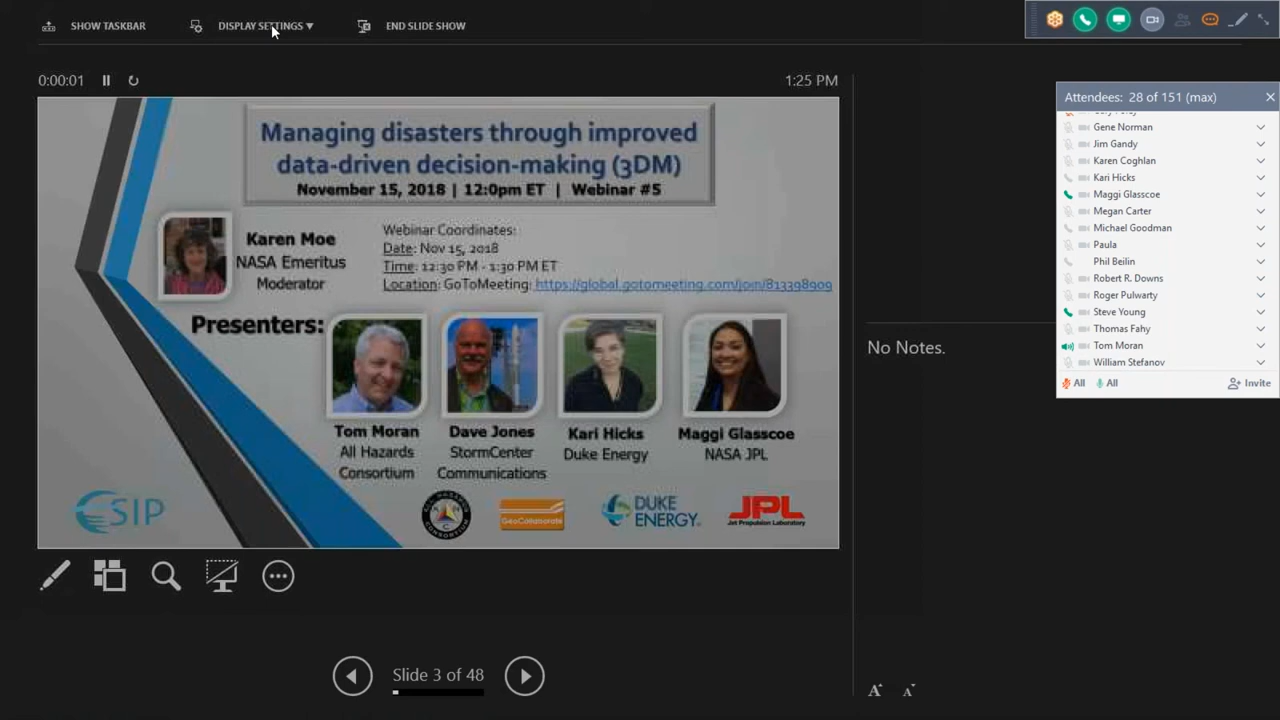 SHOW TASKBAR
DISPLAY SETTINGS ▼
END SLIDE SHOW
0:00:01
1:25 PM
Managing disasters through improved
data-driven decision-making (3DM)
November 15, 2018 | 12:0pm ET | Webinar #5
Karen Moe
NASA Emeritus
Moderator
Webinar Coordinates:
Date: Nov 15, 2018
Time: 12:30 PM - 1:30 PM ET
Location: GoToMeeting: https://global.gotomeeting.com/join/813398909
Presenters:
Tom Moran
All Hazards
Consortium
Dave Jones
StormCenter
Communications
Kari Hicks
Duke Energy
Maggi Glasscoe
NASA JPL
ESIP
GeoCollaborate
DUKE
ENERGY.
JPL
Jet Propulsion Laboratory
Slide 3 of 48
No Notes.
A A
Attendees: 28 of 151 (max)
Gene Norman
Jim Gandy
Karen Coghlan
Kari Hicks
Maggi Glasscoe
Megan Carter
Michael Goodman
Paula
Phil Beilin
Robert R. Downs
Roger Pulwarty
Steve Young
Thomas Fahy
Tom Moran
William Stefanov
All All Invite